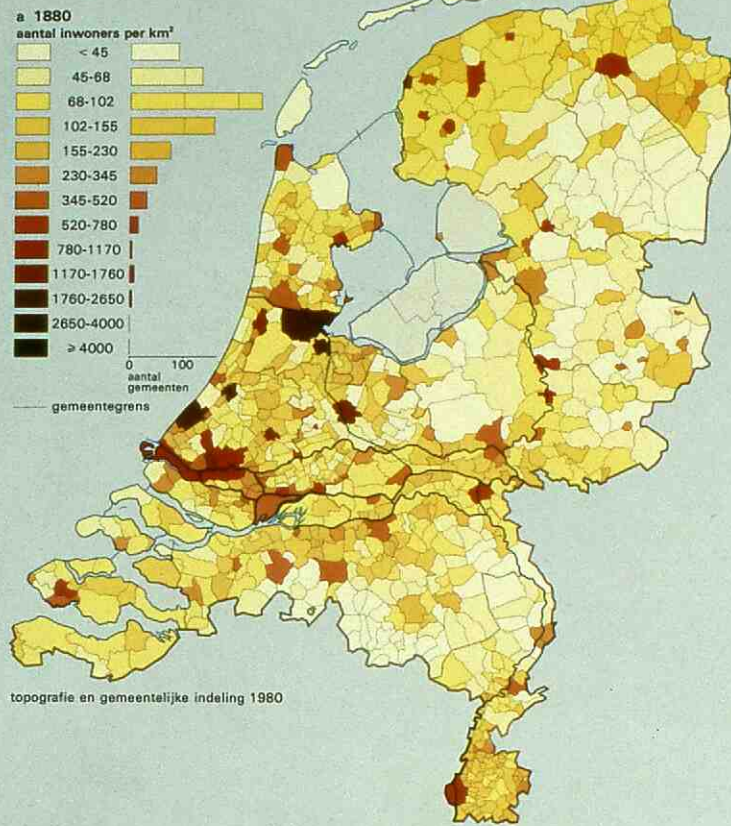 a 1880
aantal inwoners per km²
< 45
45-68
68-102
102-155
155-230
230-345
345-520
520-780
780-1170
1170-1760
1760-2650
2650-4000
≥ 4000
0 100
aantal
gemeenten
gemeentegrens
topografie en gemeentelijke indeling 1980